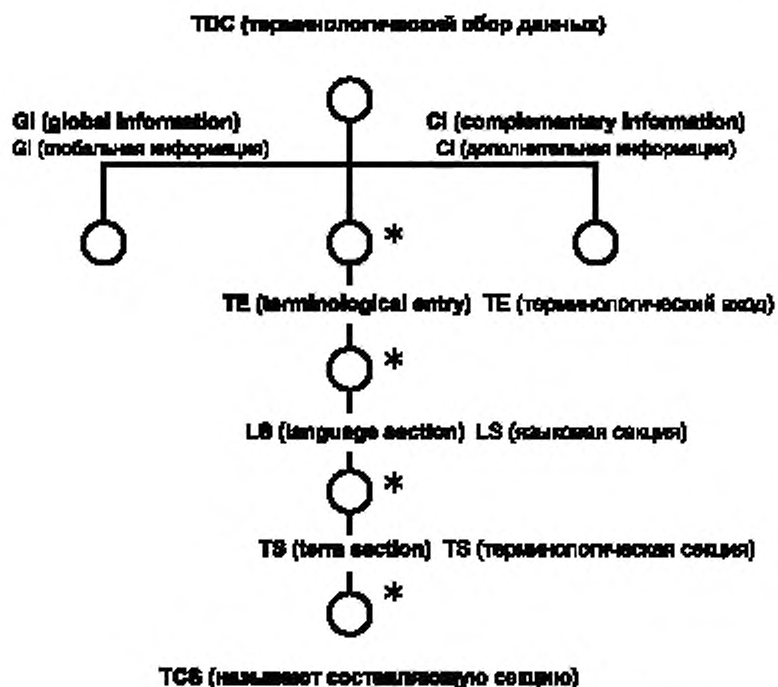 TDC (терминологический сбор данных)
GI (global information)
GI (глобальная информация)
CI (complementary information)
CI (дополнительная информация)
*
TE (terminological entry) TE (терминологический вход)
*
LS (language section) LS (языковая секция)
*
TS (term section) TS (терминологическая секция)
*
TCS (называют составляющую секцию)